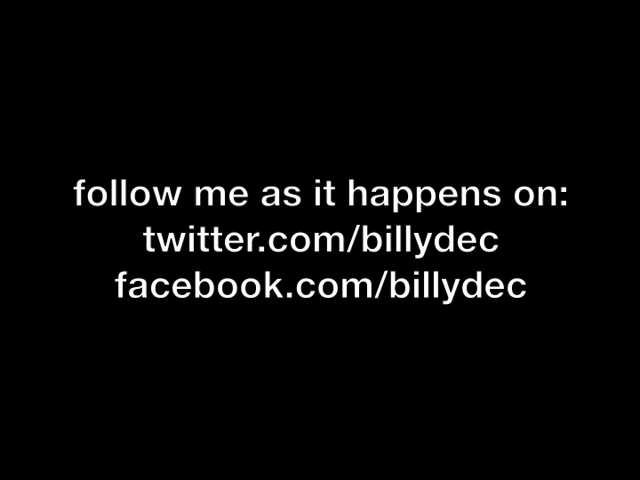 follow me as it happens on:
twitter.com/billydec
facebook.com/billydec